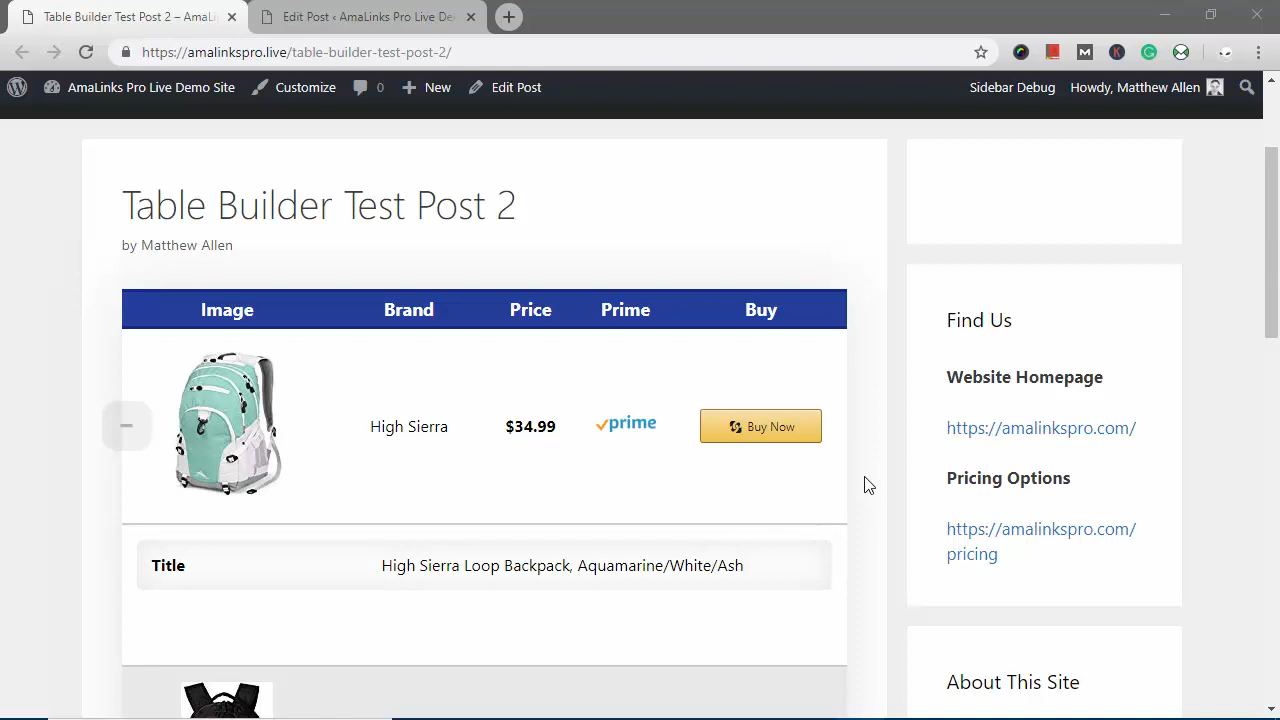 Table Builder Test Post 2 – AmaLi
Edit Post ‹ AmaLinks Pro Live De
https://amalinkspro.live/table-builder-test-post-2/
AmaLinks Pro Live Demo Site
Customize
0
New
Edit Post
Sidebar Debug
Howdy, Matthew Allen
Table Builder Test Post 2
by Matthew Allen
Image Brand Price Prime Buy
High Sierra $34.99 prime Buy Now
Title High Sierra Loop Backpack, Aquamarine/White/Ash
Find Us
Website Homepage
https://amalinkspro.com/
Pricing Options
https://amalinkspro.com/
pricing
About This Site